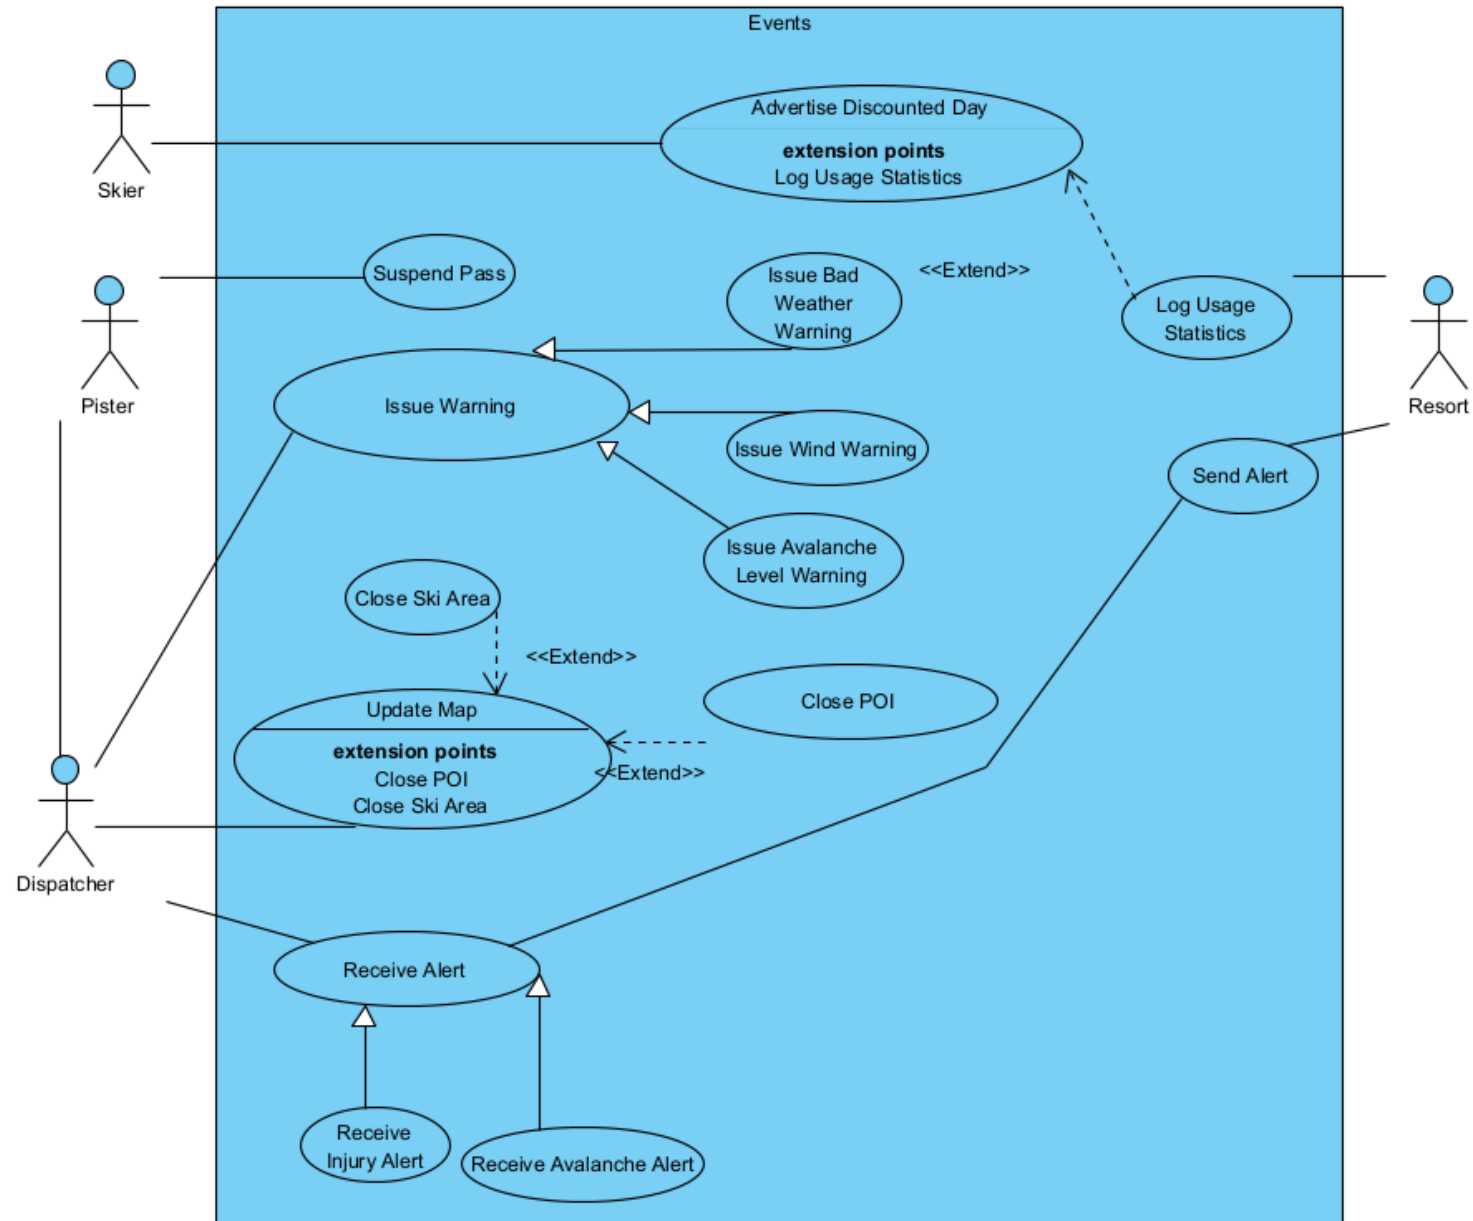 Events
Advertise Discounted Day
extension points
Log Usage Statistics
Skier
Suspend Pass
Issue Bad
Weather
Warning
<<Extend>>
Log Usage
Statistics
Pister
Issue Warning
Resort
Issue Wind Warning
Send Alert
Issue Avalanche
Level Warning
Close Ski Area
<<Extend>>
Close POI
Update Map
extension points
Close POI
Close Ski Area
<<Extend>>
Dispatcher
Receive Alert
Receive
Injury Alert
Receive Avalanche Alert